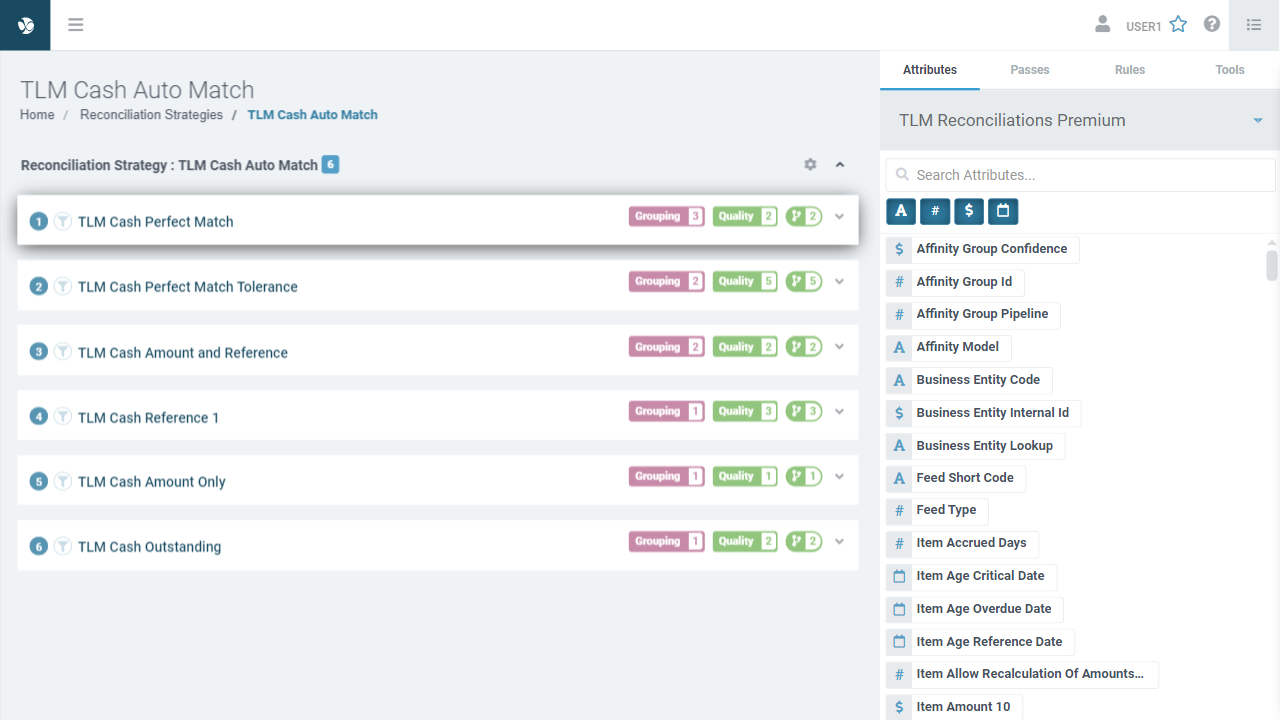 USER1
TLM Cash Auto Match
Home / Reconciliation Strategies / TLM Cash Auto Match
Reconciliation Strategy : TLM Cash Auto Match 6
1 TLM Cash Perfect Match Grouping 3 Quality 2 2
2 TLM Cash Perfect Match Tolerance Grouping 2 Quality 5 5
3 TLM Cash Amount and Reference Grouping 2 Quality 2 2
4 TLM Cash Reference 1 Grouping 1 Quality 3 3
5 TLM Cash Amount Only Grouping 1 Quality 1 1
6 TLM Cash Outstanding Grouping 1 Quality 2 2
Attributes Passes Rules Tools
TLM Reconciliations Premium
Search Attributes...
A # $
$ Affinity Group Confidence
# Affinity Group Id
# Affinity Group Pipeline
A Affinity Model
A Business Entity Code
$ Business Entity Internal Id
A Business Entity Lookup
A Feed Short Code
# Feed Type
# Item Accrued Days
Item Age Critical Date
Item Age Overdue Date
Item Age Reference Date
# Item Allow Recalculation Of Amounts...
$ Item Amount 10